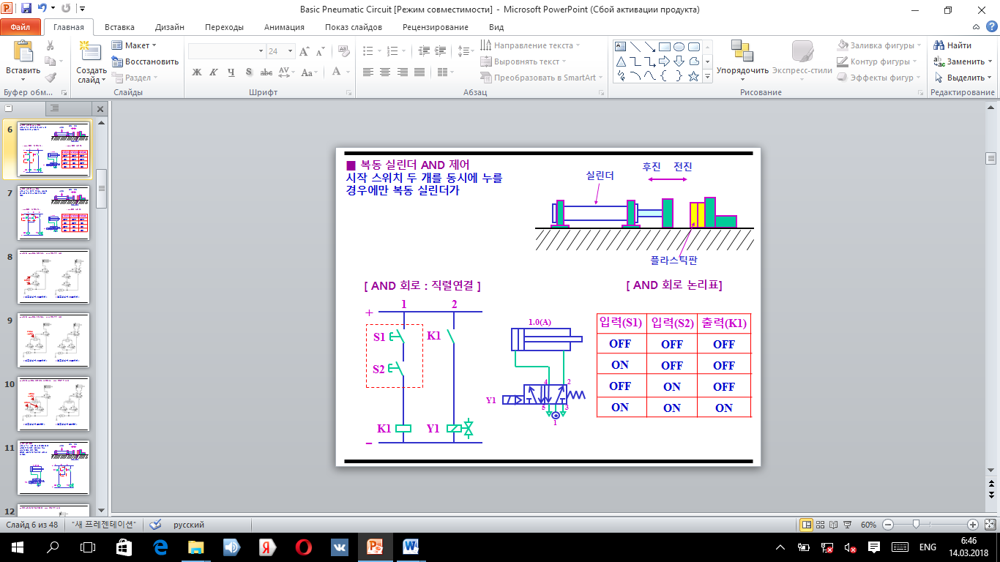 Basic Pneumatic Circuit [Режим совместимости] - Microsoft PowerPoint (Сбой активации продукта)
Файл Главная Вставка Дизайн Переходы Анимация Показ слайдов Рецензирование Вид
Вставить
Создать слайд
Макет
Восстановить
Раздел
24
Ж К Ч S abc AV Aa А
Направление текста
Выровнять текст
Преобразовать в SmartArt
Упорядочить
Экспресс-стили
Заливка фигуры
Контур фигуры
Эффекты фигур
Найти
Заменить
Выделить
Буфер обм... Слайды Шрифт Абзац Рисование Редактирование
6
7
8
9
10
11
12
■ 복동 실린더 AND 제어
시작 스위치 두 개를 동시에 누를
경우에만 복동 실린더가
실린더
후진 전진
플라스틱판
[ AND 회로 : 직렬연결 ]
1 2
+
S1 K1
S2
K1 Y1
–
1.0(A)
4 2
Y1
5 3
1
[ AND 회로 논리표]
입력(S1) 입력(S2) 출력(K1)
OFF OFF OFF
ON OFF OFF
OFF ON OFF
ON ON ON
Слайд 6 из 48 "새 프레젠테이션" русский 60%
ENG
6:46
14.03.2018